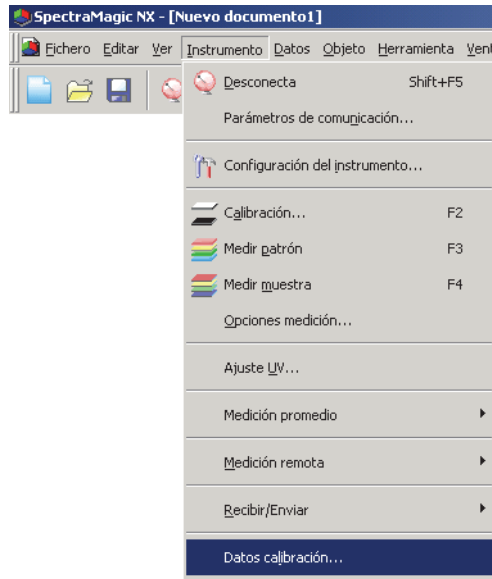 SpectraMagic NX - [Nuevo documento1]
Fichero Editar Ver Instrumento Datos Objeto Herramienta Vent
Desconecta Shift+F5
Parámetros de comunicación...
Configuración del instrumento...
Calibración... F2
Medir patrón F3
Medir muestra F4
Opciones medición...
Ajuste UV...
Medición promedio
Medición remota
Recibir/Enviar
Datos calibración...